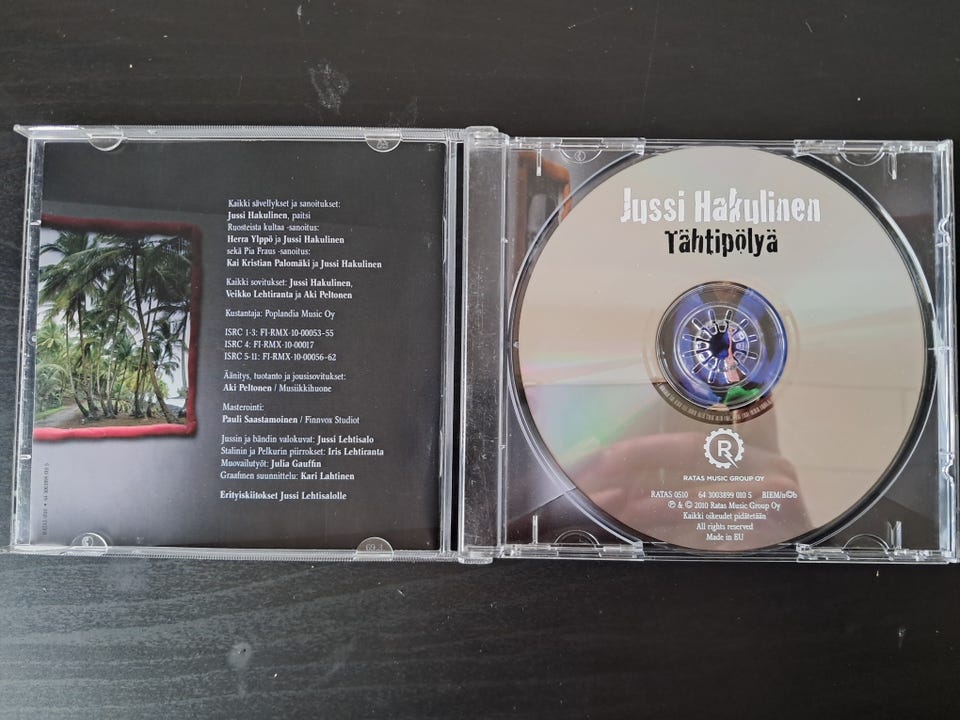 Kaikki sävellykset ja sanoitukset:
Jussi Hakulinen, paitsi
Ruosteista kultaa -sanoitus:
Herra Ylppö ja Jussi Hakulinen
sekä Pia Fraus -sanoitus:
Kai Kristian Palomäki ja Jussi Hakulinen
Kaikki sovitukset: Jussi Hakulinen,
Veikko Lehtiranta ja Aki Peltonen
Kustantaja: Poplandia Music Oy
ISRC 1-3: FI-RMX-10-00053-55
ISRC 4: FI-RMX-10-00017
ISRC 5-11: FI-RMX-10-00056-62
Äänitys, tuotanto ja jousisovitukset:
Aki Peltonen / Musiikkihuone
Masterointi:
Pauli Saastamoinen / Finnvox Studiot
Jussin ja bändin valokuvat: Jussi Lehtisalo
Stalinin ja Pelkurin piirrokset: Iris Lehtiranta
Muovailutyöt: Julia Gauffin
Graafinen suunnittelu: Kari Lahtinen
Erityiskiitokset Jussi Lehtisalolle
Jussi Hakulinen
Tähtipölyä
R
RATAS MUSIC GROUP OY
RATAS 0510 64 3003899 010 5 BIEM/n©b
℗ & © 2010 Ratas Music Group Oy
Kaikki oikeudet pidätetään
All rights reserved
Made in EU